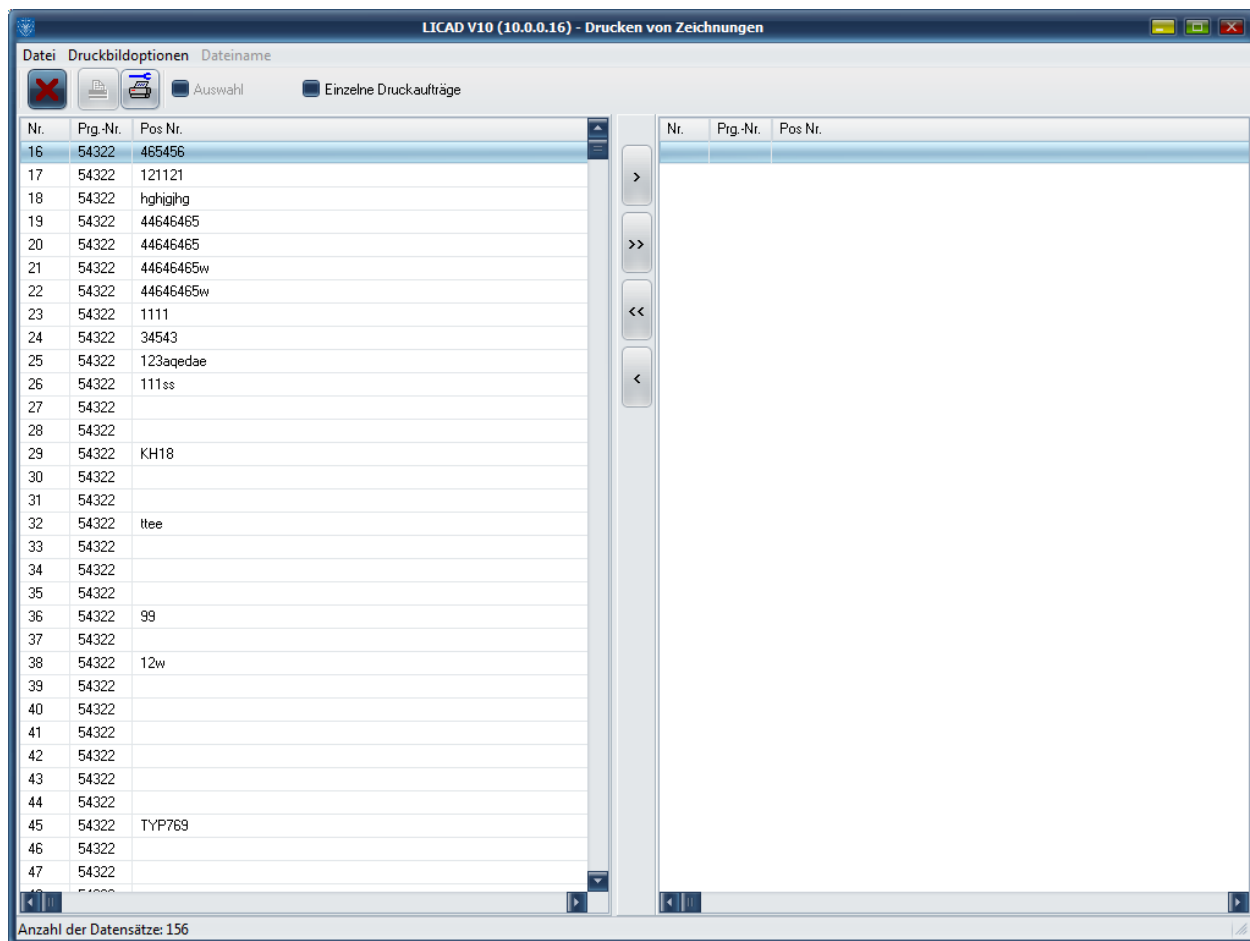 LICAD V10 (10.0.0.16) - Drucken von Zeichnungen
Datei Druckbildoptionen Dateiname
Auswahl Einzelne Druckaufträge
Nr. Prg.-Nr. Pos Nr. Nr. Prg.-Nr. Pos Nr.
16 54322 465456
17 54322 121121
>
18 54322 hghjgjhg
19 54322 44646465
20 54322 44646465
>>
21 54322 44646465w
22 54322 44646465w
23 54322 1111
<<
24 54322 34543
25 54322 123aqedae
26 54322 111ss
<
27 54322
28 54322
29 54322 KH18
30 54322
31 54322
32 54322 ttee
33 54322
34 54322
35 54322
36 54322 99
37 54322
38 54322 12w
39 54322
40 54322
41 54322
42 54322
43 54322
44 54322
45 54322 TYP769
46 54322
47 54322
Anzahl der Datensätze: 156